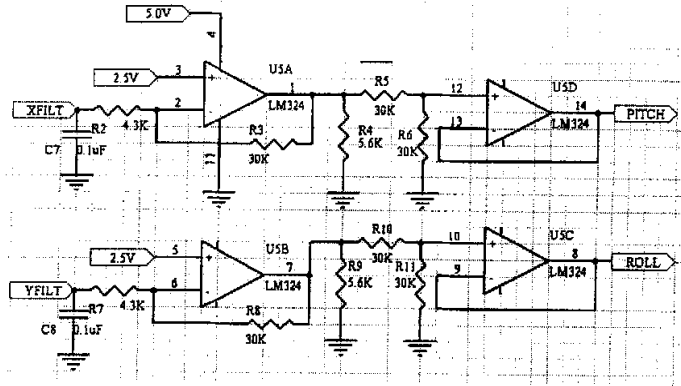 5.0V
4
U5A
2.5V
3
1
LM324
R5
30K
12
U5D
14
LM324
PITCH
XFILT
R2
4.3K
2
13
C7
0.1uF
R3
30K
11
R4
5.6K
R6
30K
2.5V
5
U5B
7
LM324
R10
30K
10
U5C
8
LM324
ROLL
YFILT
R7
4.3K
6
9
C8
0.1uF
R8
30K
R9
5.6K
R11
30K